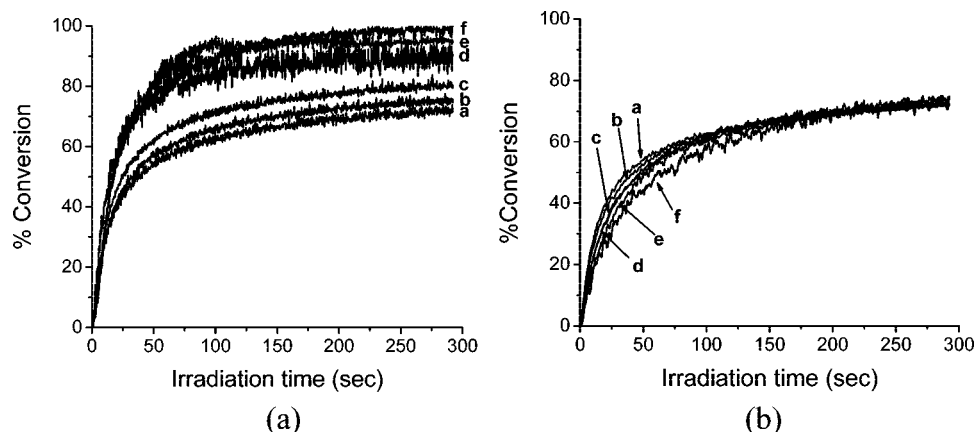 100
80
60
40
20
0
% Conversion
f
e
d
c
b
a
0 50 100 150 200 250 300
Irradiation time (sec)
(a)
100
80
60
40
20
0
%Conversion
a
b
c
f
e
d
0 50 100 150 200 250 300
Irradiation time (sec)
(b)